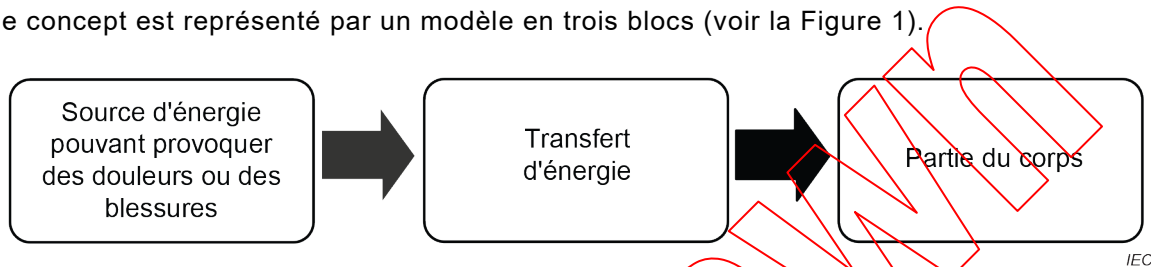 e concept est représenté par un modèle en trois blocs (voir la Figure 1).
Source d'énergie
pouvant provoquer
des douleurs ou des
blessures
Transfert
d'énergie
Partie du corps
IEC